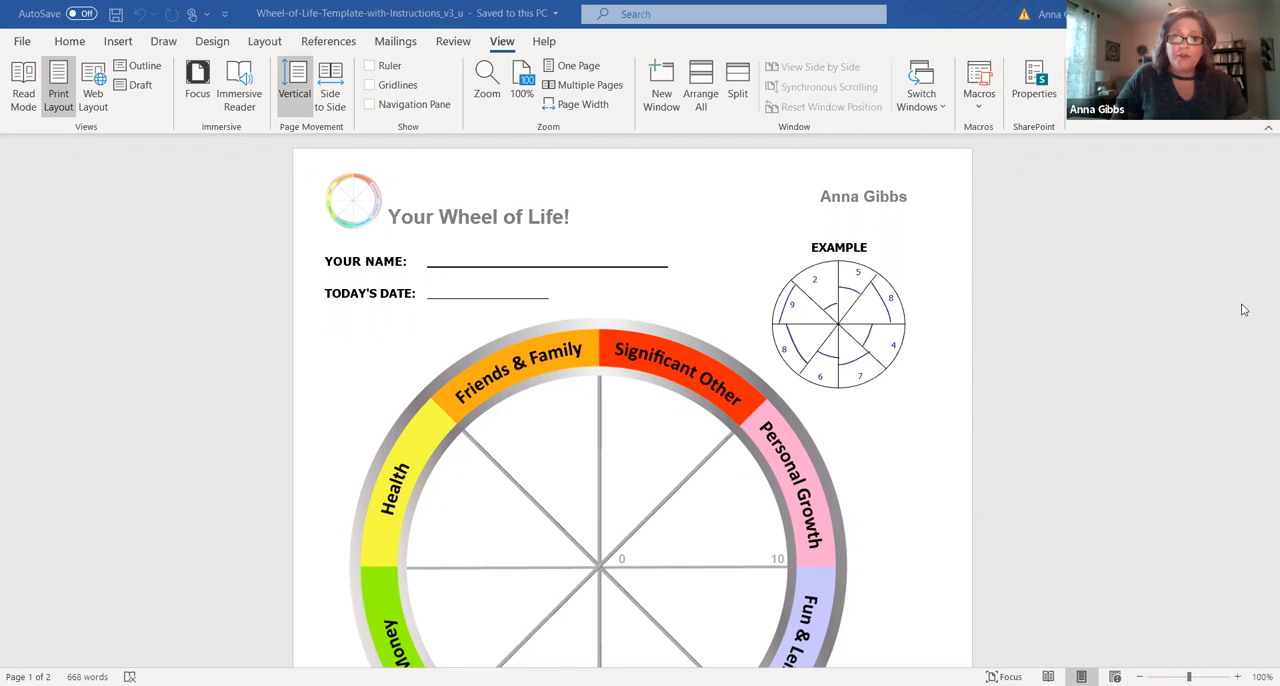 AutoSave Off Wheel-of-Life-Template-with-Instructions_v3_u - Saved to this PC Search Anna
File Home Insert Draw Design Layout References Mailings Review View Help
Read Mode
Print Layout
Web Layout
Outline
Draft
Views
Focus
Immersive Reader
Immersive
Vertical
Side to Side
Page Movement
Ruler
Gridlines
Navigation Pane
Show
Zoom
100
100%
One Page
Multiple Pages
Page Width
Zoom
New Window
Arrange All
Split
View Side by Side
Synchronous Scrolling
Reset Window Position
Window
Switch Windows
Macros
Macros
Properties
SharePoint
Anna Gibbs
Your Wheel of Life!
Anna Gibbs
YOUR NAME:
TODAY'S DATE:
EXAMPLE
2 5
9 8
8 4
6 7
Friends & Family
Significant Other
Health
Personal Growth
0 10
Money
Fun & Lei
Page 1 of 2 668 words Focus 100%